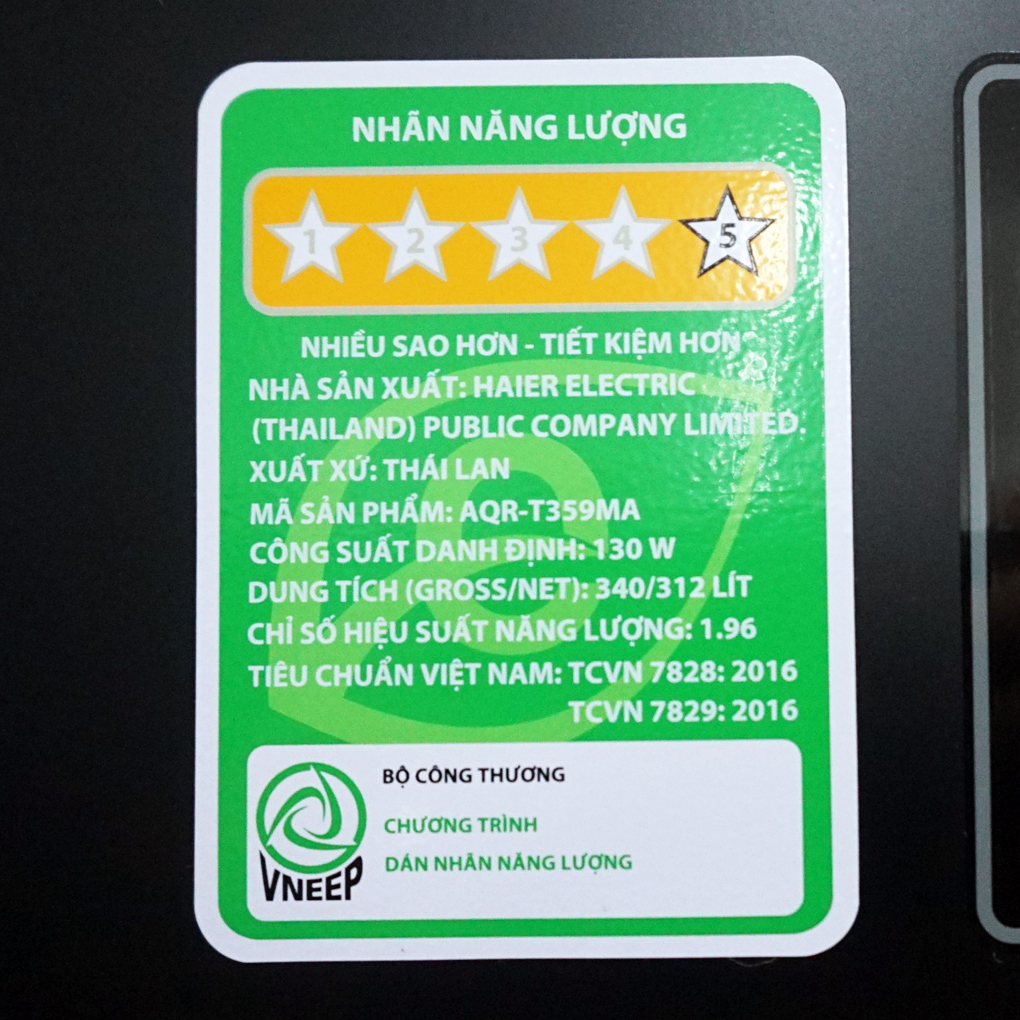 NHÃN NĂNG LƯỢNG
1 2 3 4 5
NHIỀU SAO HƠN - TIẾT KIỆM HƠN
NHÀ SẢN XUẤT: HAIER ELECTRIC
(THAILAND) PUBLIC COMPANY LIMITED.
XUẤT XỨ: THÁI LAN
MÃ SẢN PHẨM: AQR-T359MA
CÔNG SUẤT DANH ĐỊNH: 130 W
DUNG TÍCH (GROSS/NET): 340/312 LÍT
CHỈ SỐ HIỆU SUẤT NĂNG LƯỢNG: 1.96
TIÊU CHUẨN VIỆT NAM: TCVN 7828: 2016
TCVN 7829: 2016
BỘ CÔNG THƯƠNG
CHƯƠNG TRÌNH
DÁN NHÃN NĂNG LƯỢNG
VNEEP